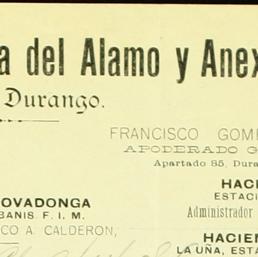 a del Alamo y Anex
Durango.
FRANCISCO GOM
APODERADO G
Apartado 85, Dura
HAC
OVADONGA
ESTACI
BANIS. F. I. M.
Administrador
CO A. CALDERON,
HACIEN
LA UÑA, ESTA